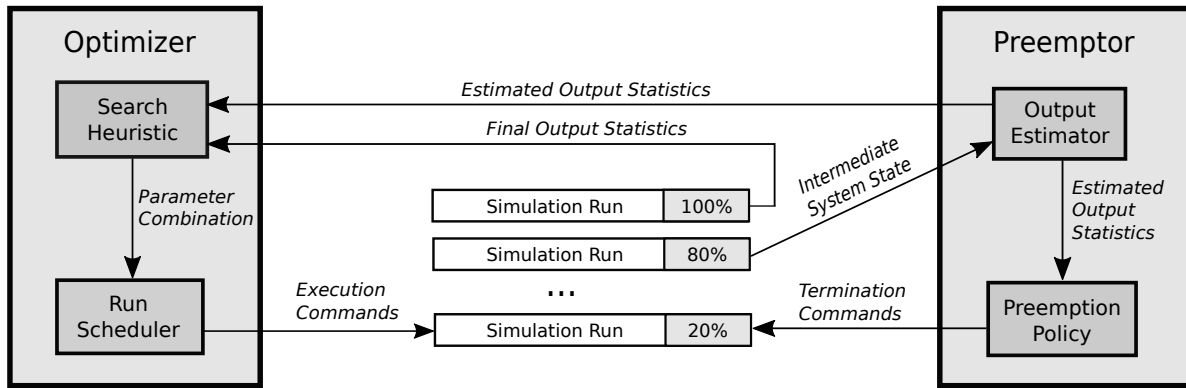 Optimizer
Preemptor
Search
Heuristic
Estimated Output Statistics
Output
Estimator
Final Output Statistics
Intermediate
System State
Parameter
Combination
Simulation Run 100%
Estimated
Output
Statistics
Simulation Run 80%
...
Run
Scheduler
Execution
Commands
Simulation Run 20%
Termination
Commands
Preemption
Policy